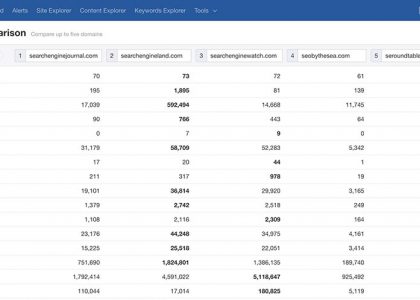 d Alerts Site Explorer Content Explorer Keywords Explorer Tools
arison Compare up to five domains
1 searchenginejournal.com 2 searchengineland.com 3 searchenginewatch.com 4 seobythesea.com 5 seroundtable
70 73 72 61
195 1,895 81 139
17,039 592,494 14,668 11,745
90 766 443 64
0 7 9 0
31,179 58,709 52,283 5,342
17 20 44 1
211 317 978 19
19,101 36,814 29,920 3,165
1,379 2,742 2,518 249
1,108 2,116 2,309 164
23,176 44,248 34,975 4,161
15,225 25,518 22,051 3,414
751,690 1,824,801 1,386,135 189,740
1,792,414 4,591,022 5,118,647 925,492
110,044 17,014 180,825 5,119